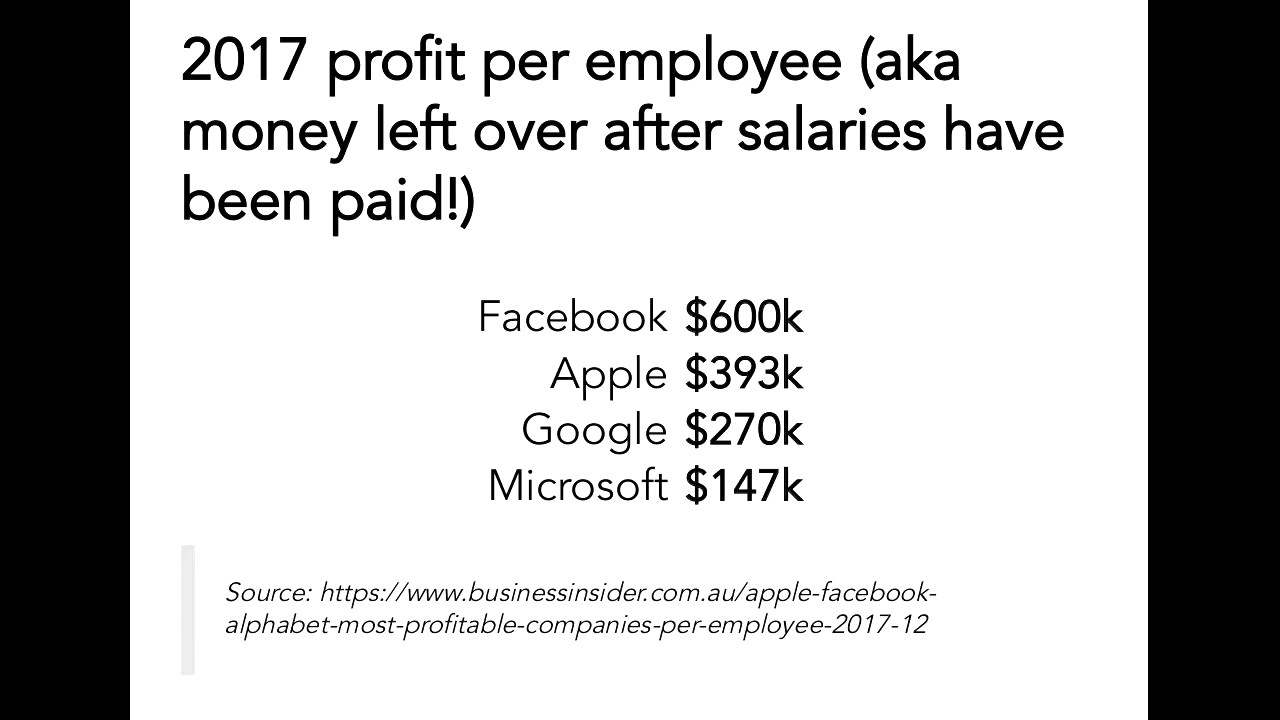 2017 profit per employee (aka
money left over after salaries have
been paid!)
Facebook $600k
Apple $393k
Google $270k
Microsoft $147k
Source: https://www.businessinsider.com.au/apple-facebook-
alphabet-most-profitable-companies-per-employee-2017-12